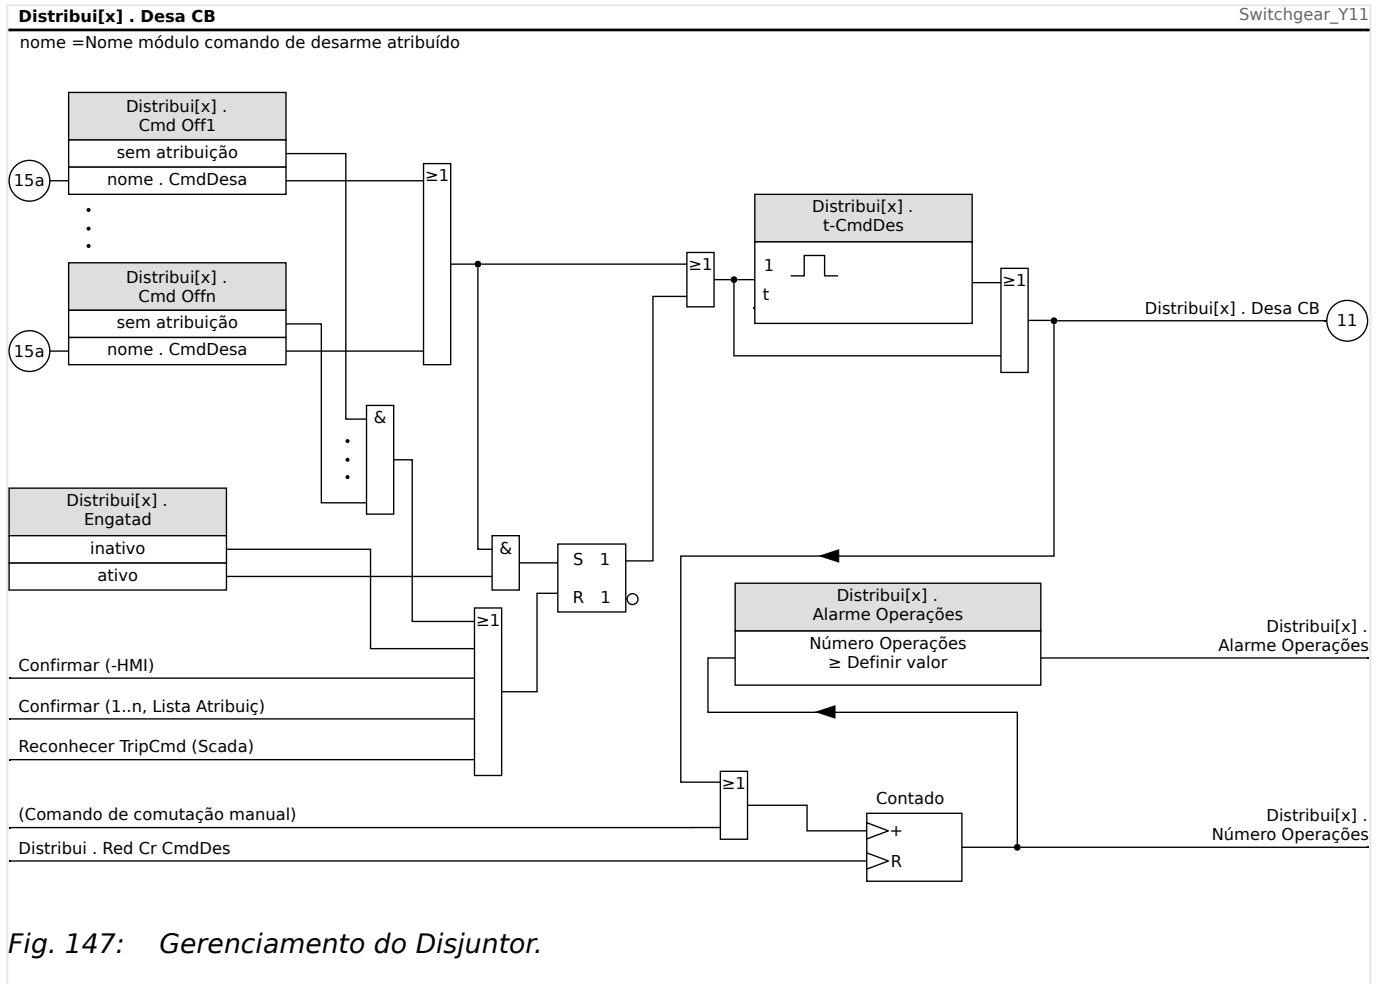 Distribui[x] . Desa CB
Switchgear_Y11
nome =Nome módulo comando de desarme atribuído
Distribui[x] .
Cmd Off1
sem atribuição
15a
nome . CmdDesa
≥1
Distribui[x] .
t-CmdDes
1
t
≥1
≥1
Distribui[x] .
Cmd Offn
sem atribuição
15a
nome . CmdDesa
Distribui[x] . Desa CB
11
&
Distribui[x] .
Engatad
inativo
ativo
&
S 1
R 1
≥1
Distribui[x] .
Alarme Operações
Número Operações
≥ Definir valor
Distribui[x] .
Alarme Operações
Confirmar (-HMI)
Confirmar (1..n, Lista Atribuiç)
Reconhecer TripCmd (Scada)
≥1
(Comando de comutação manual)
Distribui . Red Cr CmdDes
Contado
+
R
Distribui[x] .
Número Operações
Fig. 147: Gerenciamento do Disjuntor.